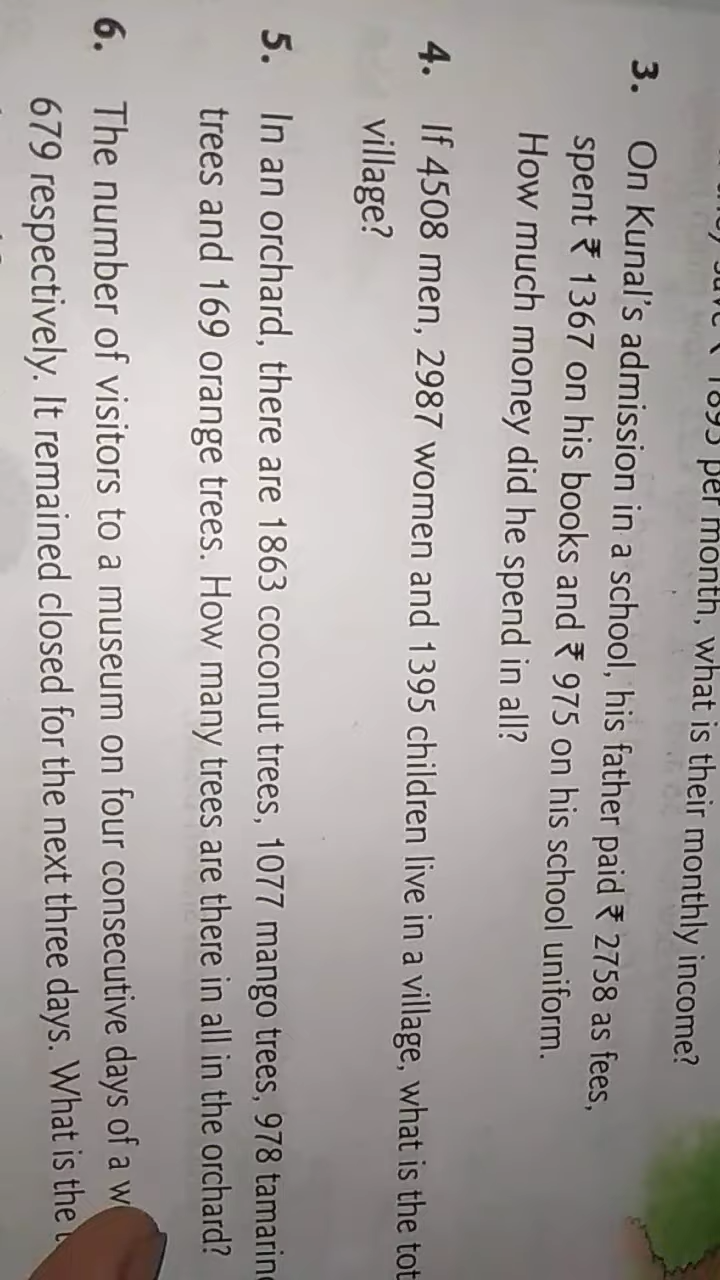 1895 per month, what is their monthly income?
3. On Kunal's admission in a school, his father paid ₹ 2758 as fees,
spent ₹ 1367 on his books and ₹ 975 on his school uniform.
How much money did he spend in all?
4. If 4508 men, 2987 women and 1395 children live in a village, what is the tot
village?
5. In an orchard, there are 1863 coconut trees, 1077 mango trees, 978 tamarin
trees and 169 orange trees. How many trees are there in all in the orchard?
6. The number of visitors to a museum on four consecutive days of a w
679 respectively. It remained closed for the next three days. What is the t